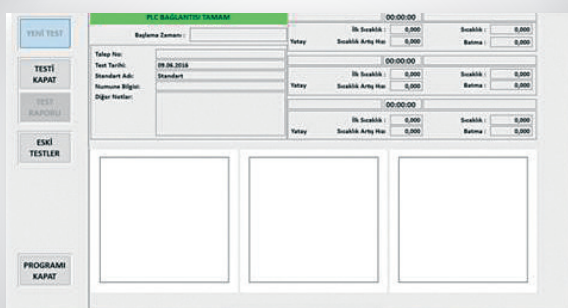 YENİ TEST
TESTİ KAPAT
TEST RAPORU
ESKİ TESTLER
PROGRAMI KAPAT
PLC BAĞLANTISI TAMAM
Başlama Zamanı :
Talep No:
Test Tarihi: 09.06.2016
Standart Adı: Standart
Numune Bilgisi:
Diğer Notlar:
00:00:00
İlk Sıcaklık : 0,000 Sıcaklık : 0,000
Yatay Sıcaklık Artış Hızı 0,000 Batma : 0,000
00:00:00
İlk Sıcaklık : 0,000 Sıcaklık : 0,000
Yatay Sıcaklık Artış Hızı 0,000 Batma : 0,000
00:00:00
İlk Sıcaklık : 0,000 Sıcaklık : 0,000
Yatay Sıcaklık Artış Hızı 0,000 Batma : 0,000